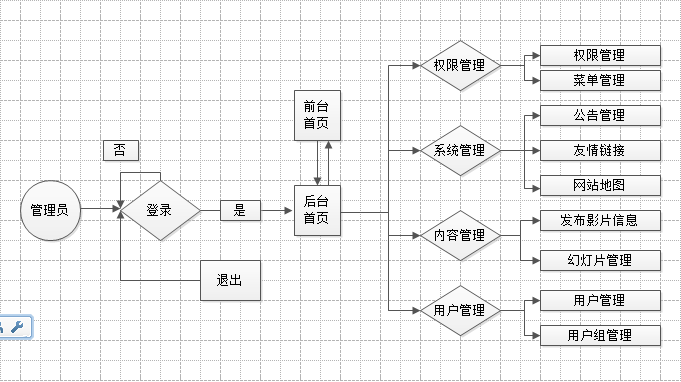 管理员
否
登录
是
退出
前台
首页
后台
首页
权限管理
权限管理
菜单管理
系统管理
公告管理
友情链接
网站地图
内容管理
发布影片信息
幻灯片管理
用户管理
用户管理
用户组管理